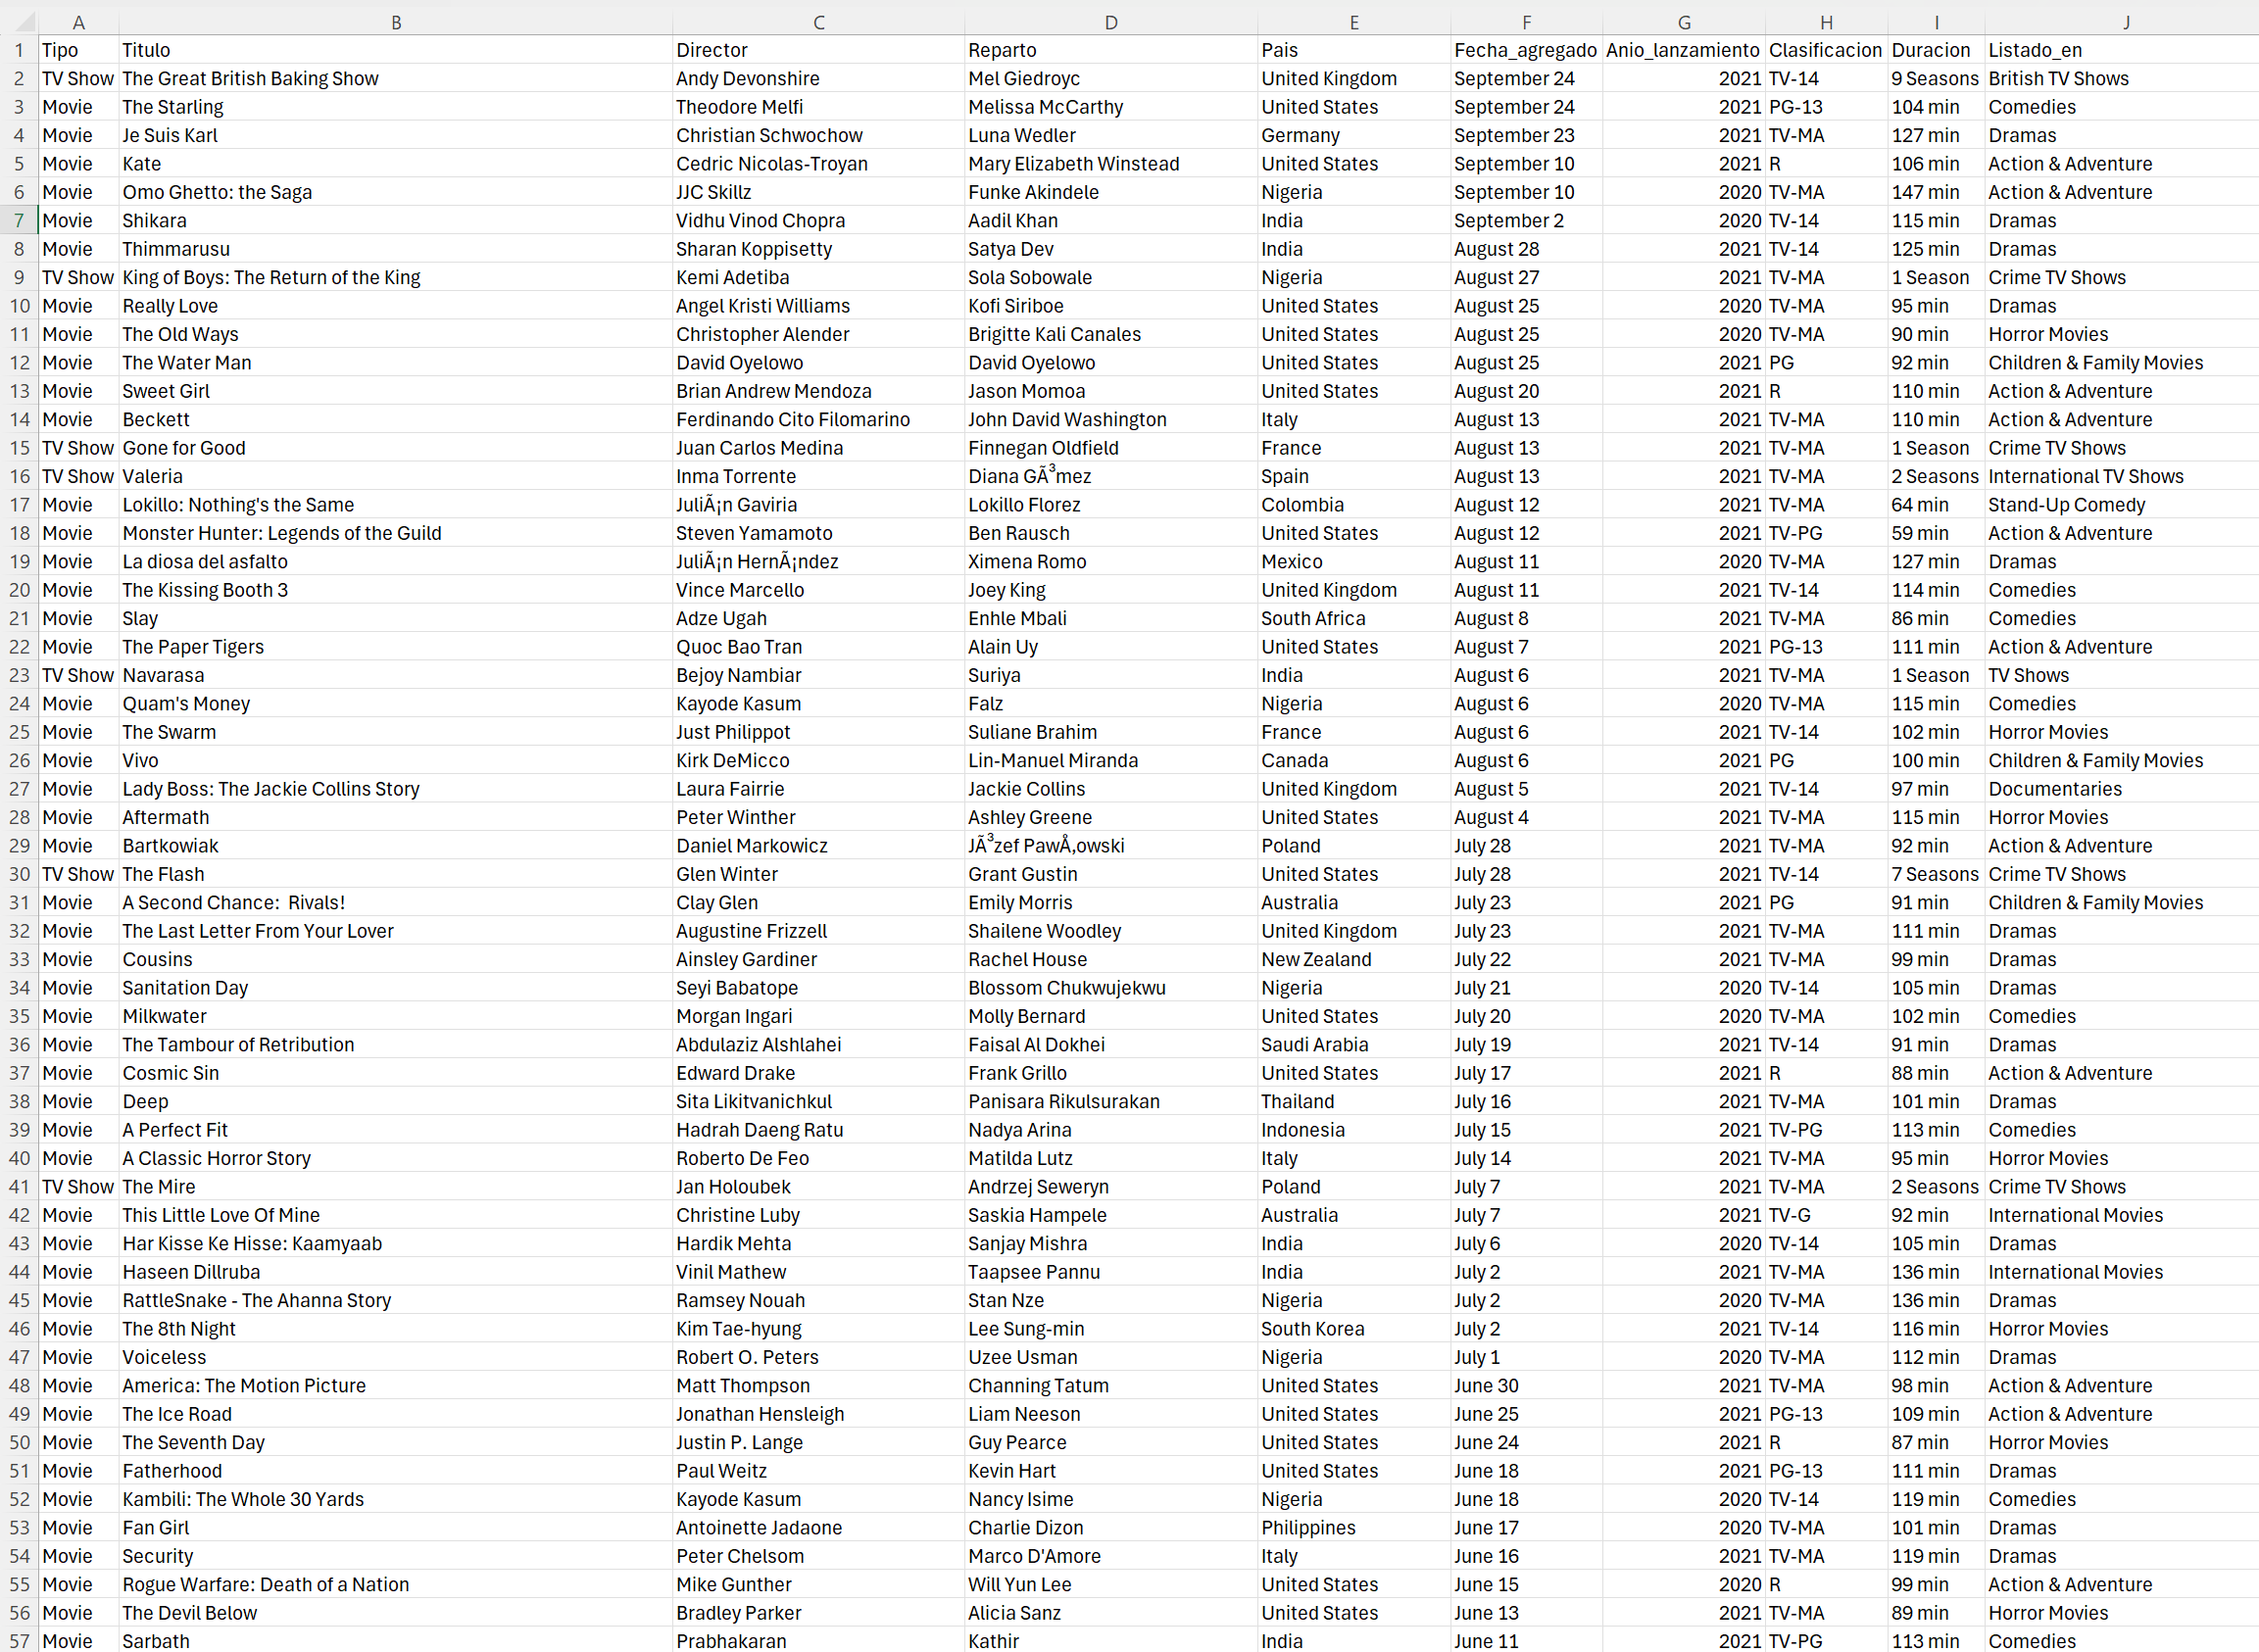 A B C D E F G H I J
1 Tipo Titulo Director Reparto Pais Fecha_agregado Anio_lanzamiento Clasificacion Duracion Listado_en
2 TV Show The Great British Baking Show Andy Devonshire Mel Giedroyc United Kingdom September 24 2021 TV-14 9 Seasons British TV Shows
3 Movie The Starling Theodore Melfi Melissa McCarthy United States September 24 2021 PG-13 104 min Comedies
4 Movie Je Suis Karl Christian Schwochow Luna Wedler Germany September 23 2021 TV-MA 127 min Dramas
5 Movie Kate Cedric Nicolas-Troyan Mary Elizabeth Winstead United States September 10 2021 R 106 min Action & Adventure
6 Movie Omo Ghetto: the Saga JJC Skillz Funke Akindele Nigeria September 10 2020 TV-MA 147 min Action & Adventure
7 Movie Shikara Vidhu Vinod Chopra Aadil Khan India September 2 2020 TV-14 115 min Dramas
8 Movie Thimmarusu Sharan Koppisetty Satya Dev India August 28 2021 TV-14 125 min Dramas
9 TV Show King of Boys: The Return of the King Kemi Adetiba Sola Sobowale Nigeria August 27 2021 TV-MA 1 Season Crime TV Shows
10 Movie Really Love Angel Kristi Williams Kofi Siriboe United States August 25 2020 TV-MA 95 min Dramas
11 Movie The Old Ways Christopher Alender Brigitte Kali Canales United States August 25 2020 TV-MA 90 min Horror Movies
12 Movie The Water Man David Oyelowo David Oyelowo United States August 25 2021 PG 92 min Children & Family Movies
13 Movie Sweet Girl Brian Andrew Mendoza Jason Momoa United States August 20 2021 R 110 min Action & Adventure
14 Movie Beckett Ferdinando Cito Filomarino John David Washington Italy August 13 2021 TV-MA 110 min Action & Adventure
15 TV Show Gone for Good Juan Carlos Medina Finnegan Oldfield France August 13 2021 TV-MA 1 Season Crime TV Shows
16 TV Show Valeria Inma Torrente Diana GÃ³mez Spain August 13 2021 TV-MA 2 Seasons International TV Shows
17 Movie Lokillo: Nothing's the Same JuliÃ¡n Gaviria Lokillo Florez Colombia August 12 2021 TV-MA 64 min Stand-Up Comedy
18 Movie Monster Hunter: Legends of the Guild Steven Yamamoto Ben Rausch United States August 12 2021 TV-PG 59 min Action & Adventure
19 Movie La diosa del asfalto JuliÃ¡n HernÃ¡ndez Ximena Romo Mexico August 11 2020 TV-MA 127 min Dramas
20 Movie The Kissing Booth 3 Vince Marcello Joey King United Kingdom August 11 2021 TV-14 114 min Comedies
21 Movie Slay Adze Ugah Enhle Mbali South Africa August 8 2021 TV-MA 86 min Comedies
22 Movie The Paper Tigers Quoc Bao Tran Alain Uy United States August 7 2021 PG-13 111 min Action & Adventure
23 TV Show Navarasa Bejoy Nambiar Suriya India August 6 2021 TV-MA 1 Season TV Shows
24 Movie Quam's Money Kayode Kasum Falz Nigeria August 6 2020 TV-MA 115 min Comedies
25 Movie The Swarm Just Philippot Suliane Brahim France August 6 2021 TV-14 102 min Horror Movies
26 Movie Vivo Kirk DeMicco Lin-Manuel Miranda Canada August 6 2021 PG 100 min Children & Family Movies
27 Movie Lady Boss: The Jackie Collins Story Laura Fairrie Jackie Collins United Kingdom August 5 2021 TV-14 97 min Documentaries
28 Movie Aftermath Peter Winther Ashley Greene United States August 4 2021 TV-MA 115 min Horror Movies
29 Movie Bartkowiak Daniel Markowicz JÃ³zef PawÅ‚owski Poland July 28 2021 TV-MA 92 min Action & Adventure
30 TV Show The Flash Glen Winter Grant Gustin United States July 28 2021 TV-14 7 Seasons Crime TV Shows
31 Movie A Second Chance:  Rivals! Clay Glen Emily Morris Australia July 23 2021 PG 91 min Children & Family Movies
32 Movie The Last Letter From Your Lover Augustine Frizzell Shailene Woodley United Kingdom July 23 2021 TV-MA 111 min Dramas
33 Movie Cousins Ainsley Gardiner Rachel House New Zealand July 22 2021 TV-MA 99 min Dramas
34 Movie Sanitation Day Seyi Babatope Blossom Chukwujekwu Nigeria July 21 2020 TV-14 105 min Dramas
35 Movie Milkwater Morgan Ingari Molly Bernard United States July 20 2020 TV-MA 102 min Comedies
36 Movie The Tambour of Retribution Abdulaziz Alshlahei Faisal Al Dokhei Saudi Arabia July 19 2021 TV-14 91 min Dramas
37 Movie Cosmic Sin Edward Drake Frank Grillo United States July 17 2021 R 88 min Action & Adventure
38 Movie Deep Sita Likitvanichkul Panisara Rikulsurakan Thailand July 16 2021 TV-MA 101 min Dramas
39 Movie A Perfect Fit Hadrah Daeng Ratu Nadya Arina Indonesia July 15 2021 TV-PG 113 min Comedies
40 Movie A Classic Horror Story Roberto De Feo Matilda Lutz Italy July 14 2021 TV-MA 95 min Horror Movies
41 TV Show The Mire Jan Holoubek Andrzej Seweryn Poland July 7 2021 TV-MA 2 Seasons Crime TV Shows
42 Movie This Little Love Of Mine Christine Luby Saskia Hampele Australia July 7 2021 TV-G 92 min International Movies
43 Movie Har Kisse Ke Hisse: Kaamyaab Hardik Mehta Sanjay Mishra India July 6 2020 TV-14 105 min Dramas
44 Movie Haseen Dillruba Vinil Mathew Taapsee Pannu India July 2 2021 TV-MA 136 min International Movies
45 Movie RattleSnake - The Ahanna Story Ramsey Nouah Stan Nze Nigeria July 2 2020 TV-MA 136 min Dramas
46 Movie The 8th Night Kim Tae-hyung Lee Sung-min South Korea July 2 2021 TV-14 116 min Horror Movies
47 Movie Voiceless Robert O. Peters Uzee Usman Nigeria July 1 2020 TV-MA 112 min Dramas
48 Movie America: The Motion Picture Matt Thompson Channing Tatum United States June 30 2021 TV-MA 98 min Action & Adventure
49 Movie The Ice Road Jonathan Hensleigh Liam Neeson United States June 25 2021 PG-13 109 min Action & Adventure
50 Movie The Seventh Day Justin P. Lange Guy Pearce United States June 24 2021 R 87 min Horror Movies
51 Movie Fatherhood Paul Weitz Kevin Hart United States June 18 2021 PG-13 111 min Dramas
52 Movie Kambili: The Whole 30 Yards Kayode Kasum Nancy Isime Nigeria June 18 2020 TV-14 119 min Comedies
53 Movie Fan Girl Antoinette Jadaone Charlie Dizon Philippines June 17 2020 TV-MA 101 min Dramas
54 Movie Security Peter Chelsom Marco D'Amore Italy June 16 2021 TV-MA 119 min Dramas
55 Movie Rogue Warfare: Death of a Nation Mike Gunther Will Yun Lee United States June 15 2020 R 99 min Action & Adventure
56 Movie The Devil Below Bradley Parker Alicia Sanz United States June 13 2021 TV-MA 89 min Horror Movies
57 Movie Sarbath Prabhakaran Kathir India June 11 2021 TV-PG 113 min Comedies